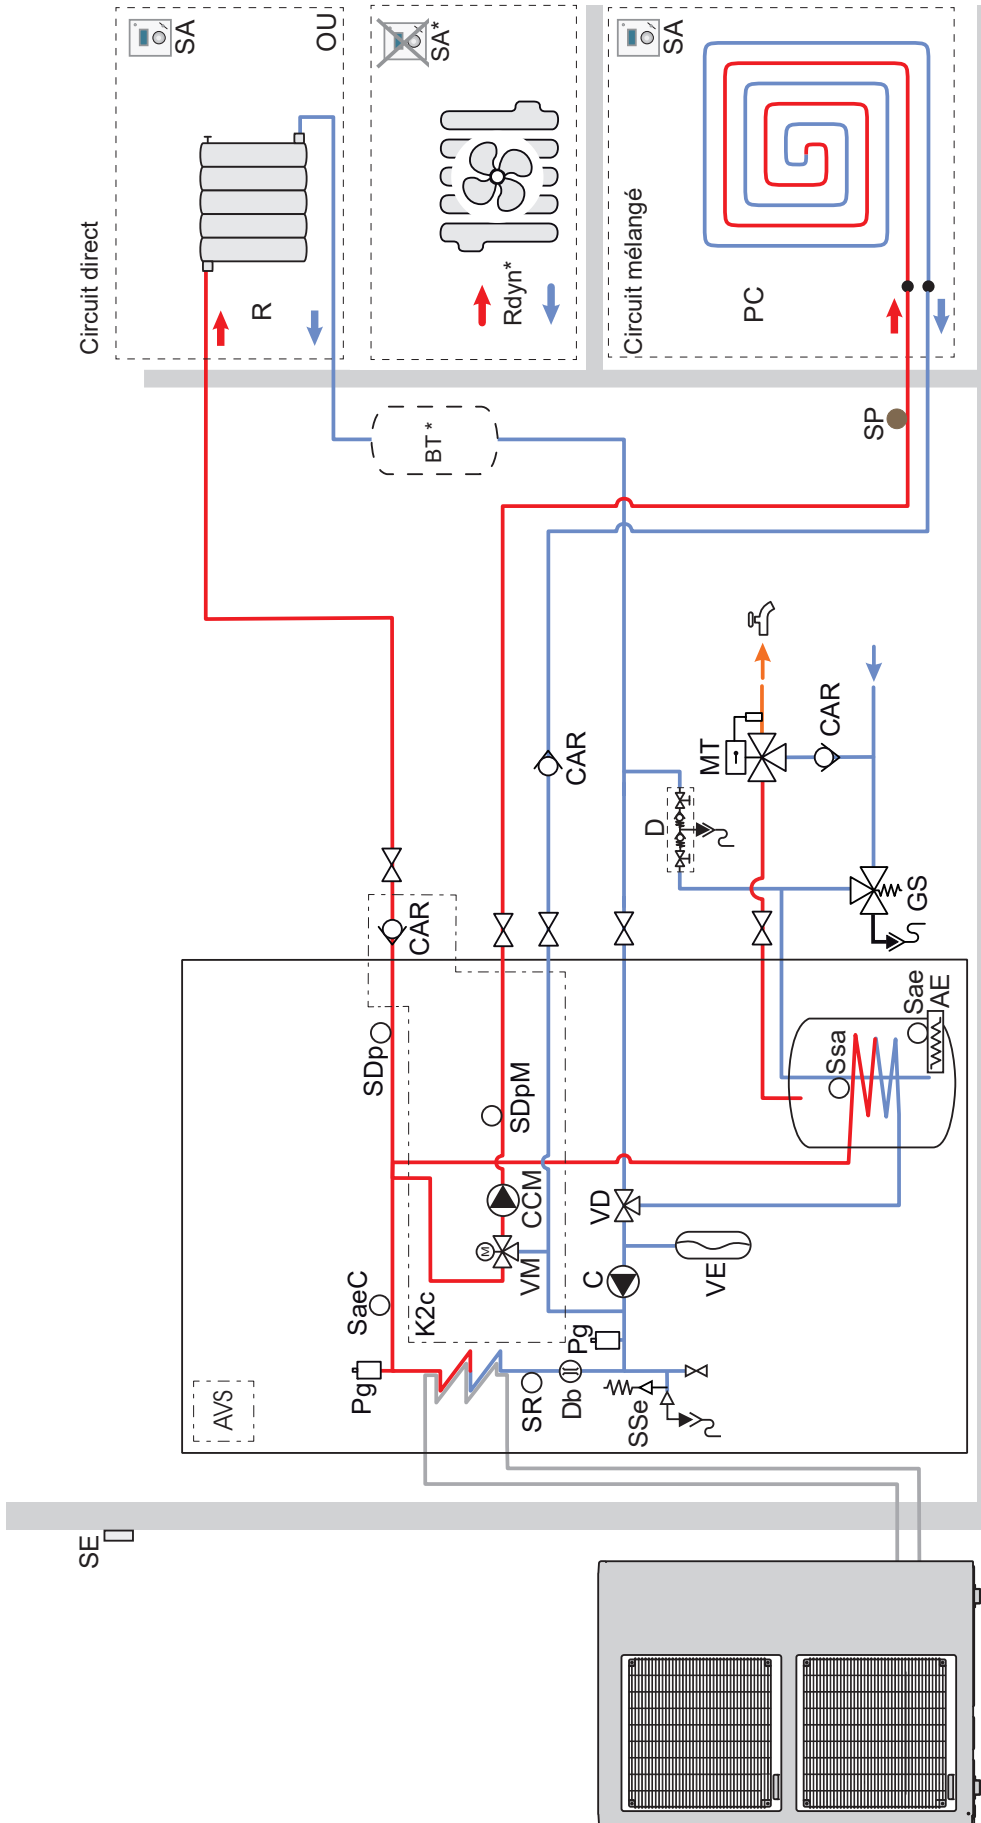 Circuit direct
SA
OU
R
SA*
Rdyn*
Circuit mélangé
SA
PC
BT *
SP
CAR
CAR
MT
CAR
D
GS
SDp
SDpM
Ssa
Sae
AE
SaeC
K2c
CCM
VM
VD
C
VE
M
Pg
Pg
SR
Db
SSe
AVS
SE